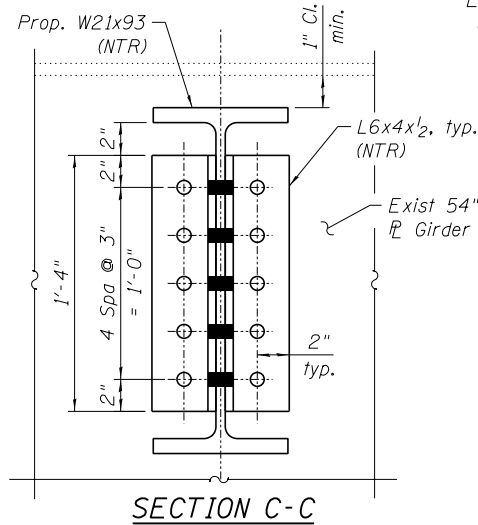 Prop. W21x93
(NTR)
1" Cl.
min.
L
L6x4x½, typ.
(NTR)
Exist 54"
PL Girder
2"
2"
1'-4"
4 Spa @ 3"
= 1'-0"
2"
2"
typ.
SECTION C-C